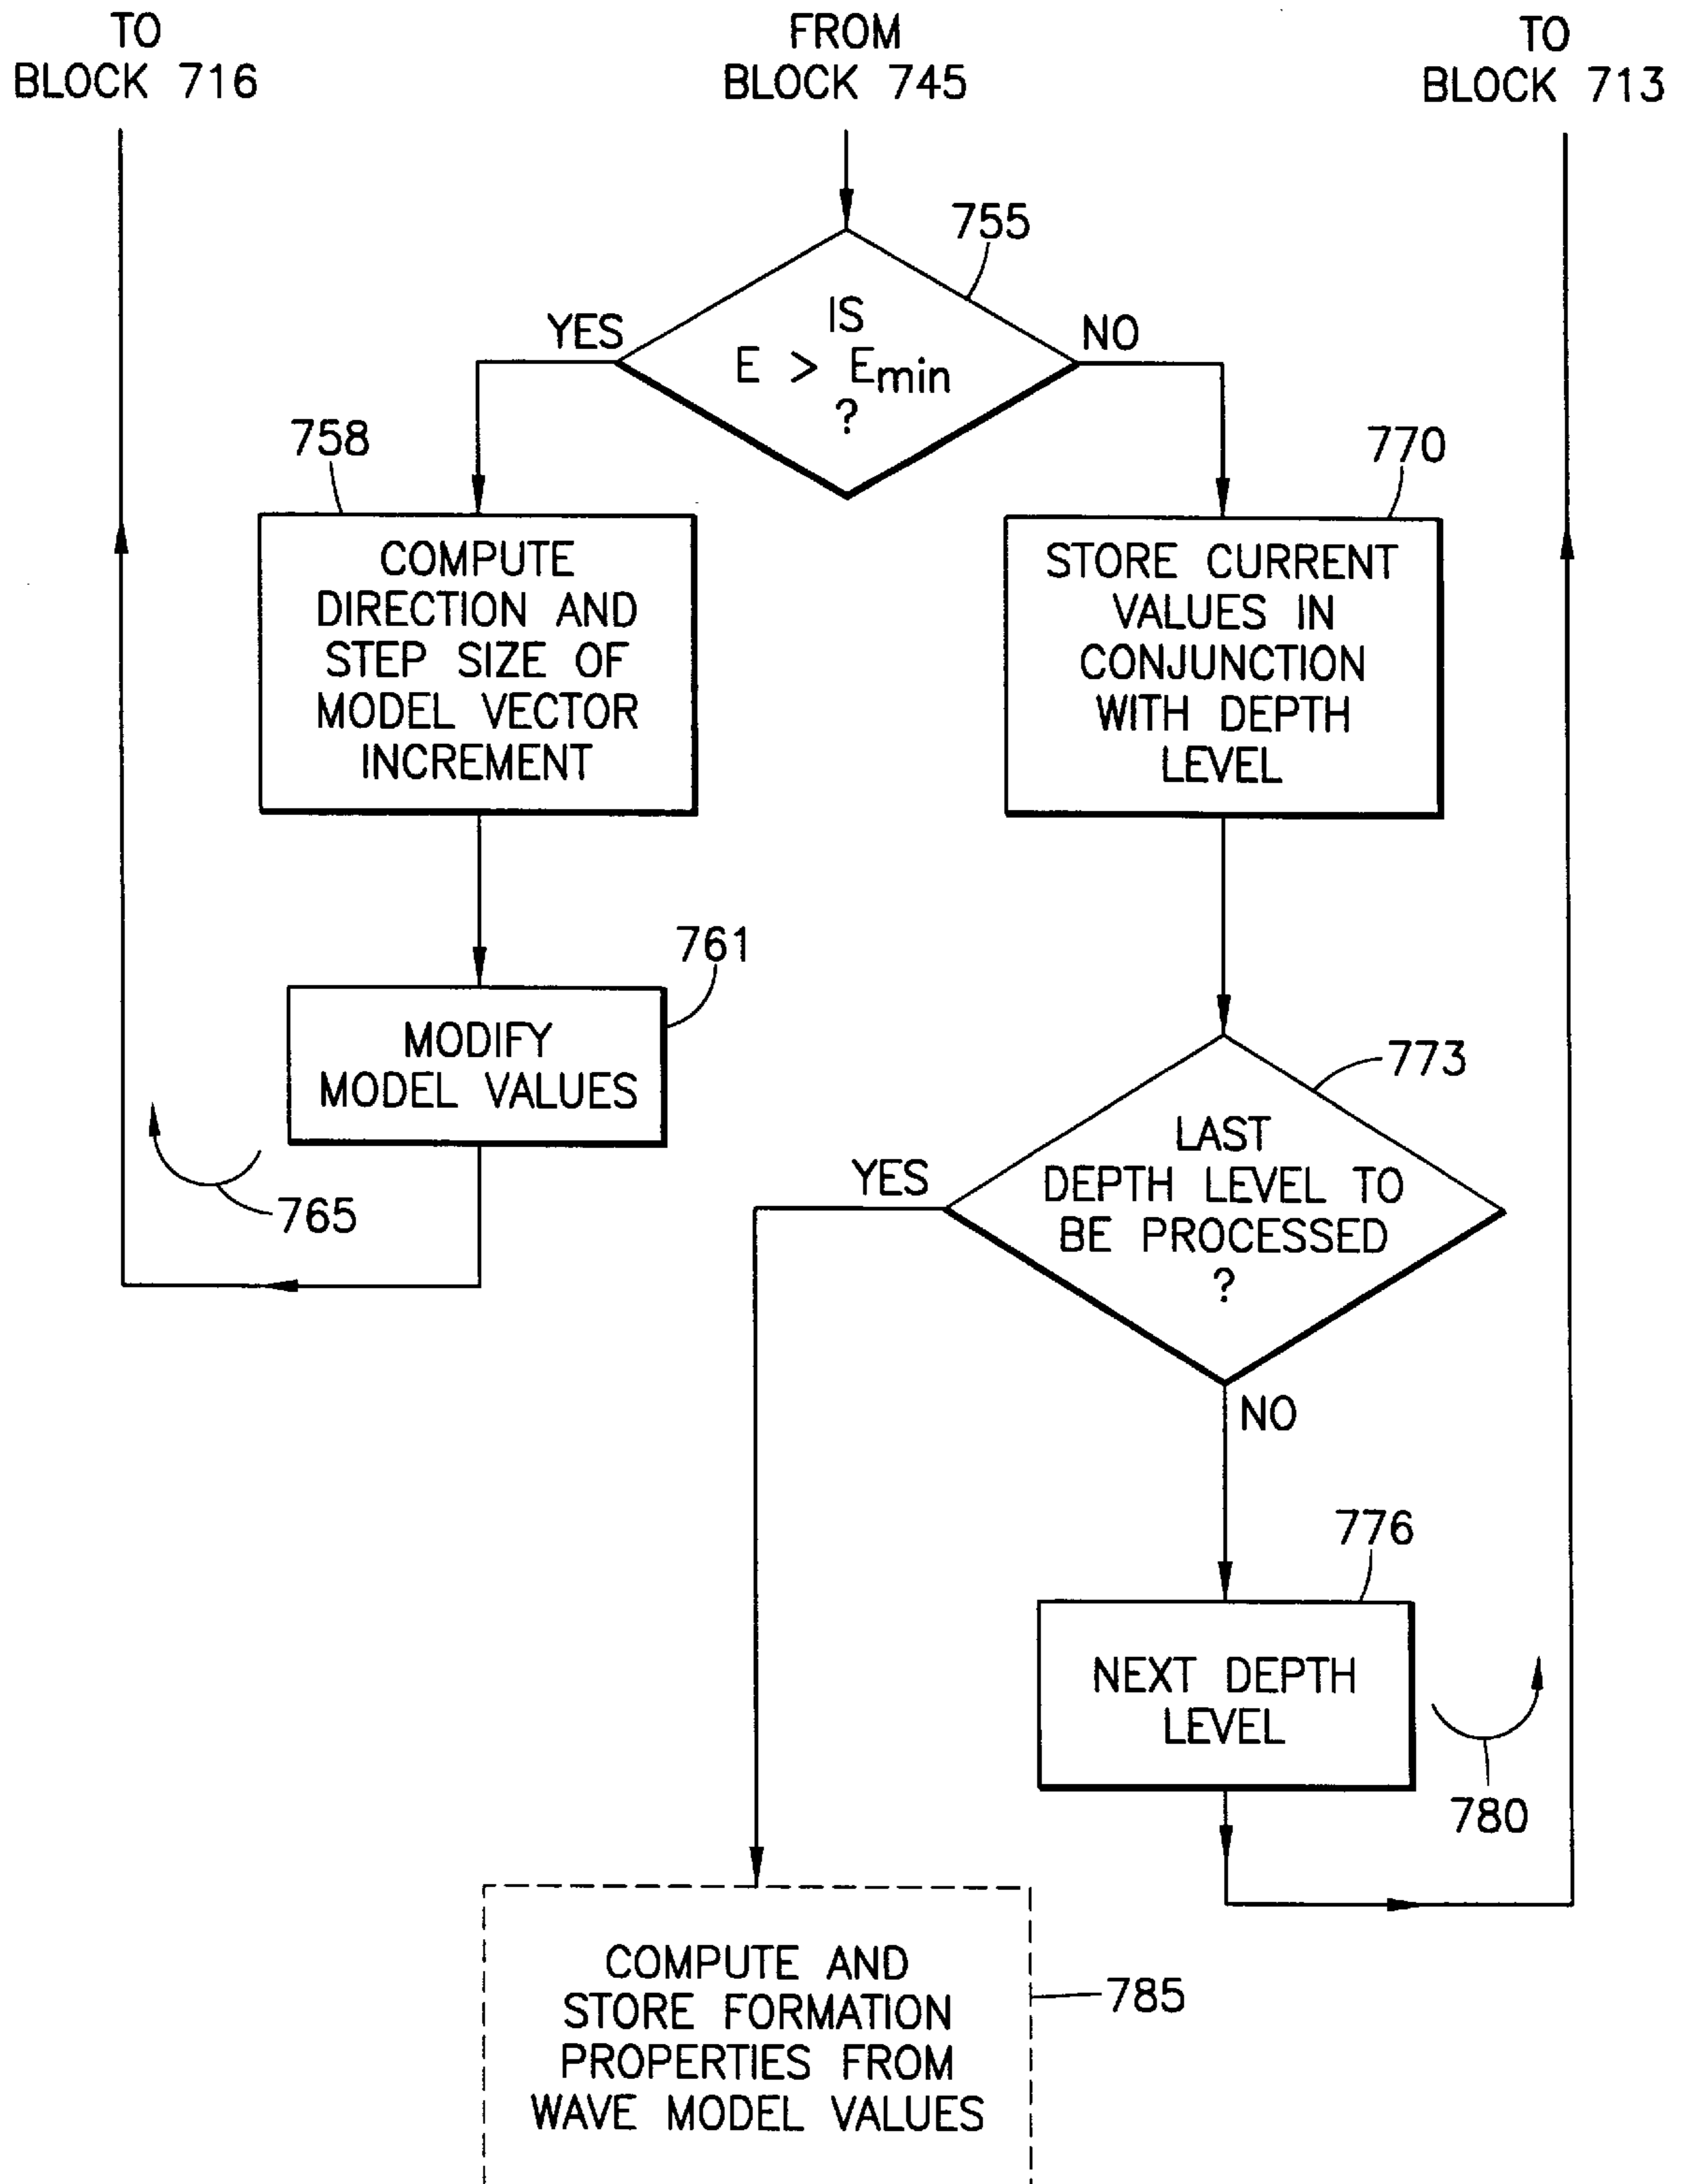 TO
BLOCK 716
FROM
BLOCK 745
TO
BLOCK 713
755
IS
E > Emin
?
YES
NO
758
COMPUTE
DIRECTION AND
STEP SIZE OF
MODEL VECTOR
INCREMENT
770
STORE CURRENT
VALUES IN
CONJUNCTION
WITH DEPTH
LEVEL
761
MODIFY
MODEL VALUES
765
773
LAST
DEPTH LEVEL TO
BE PROCESSED
?
YES
NO
776
NEXT DEPTH
LEVEL
780
COMPUTE AND
STORE FORMATION
PROPERTIES FROM
WAVE MODEL VALUES
785